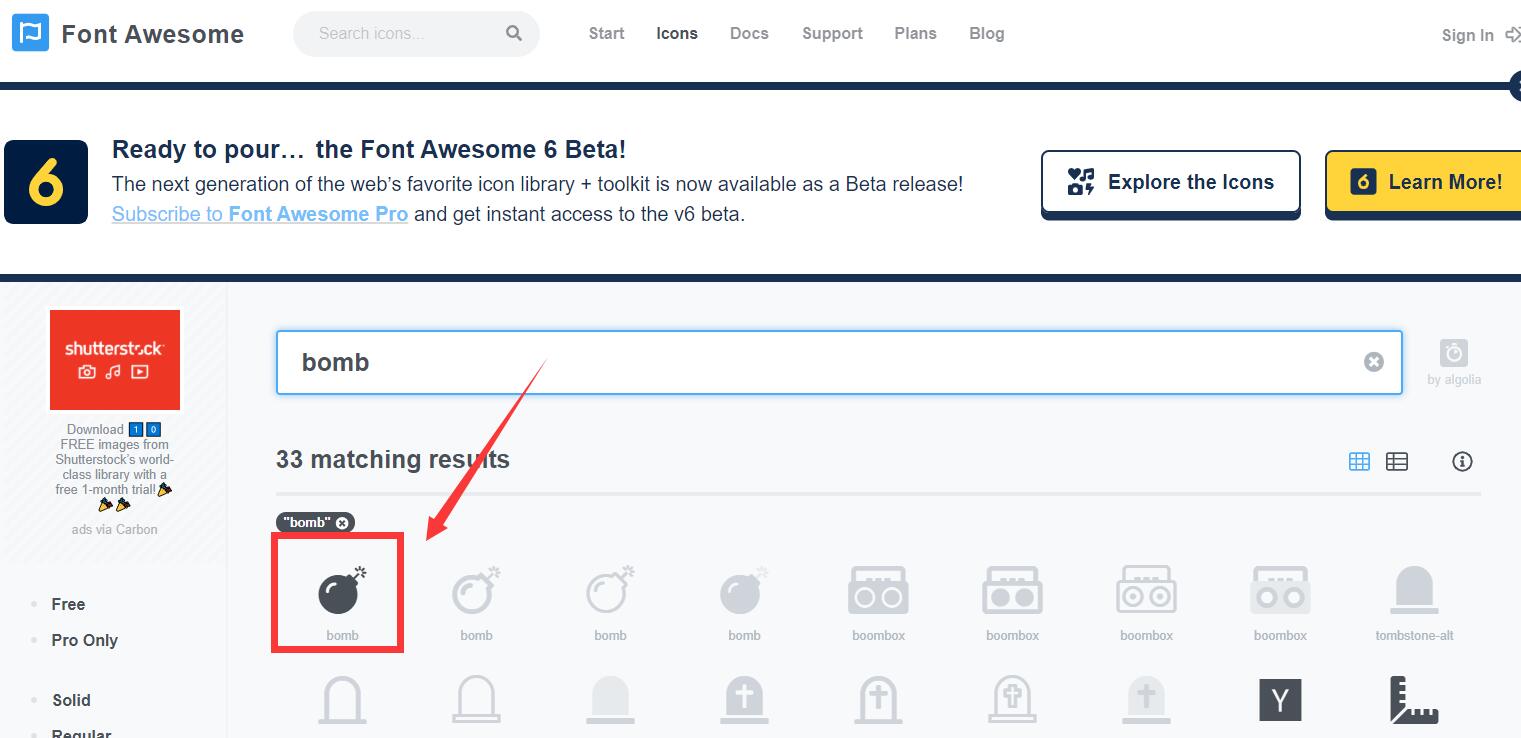 Font Awesome
Search icons...
Start Icons Docs Support Plans Blog
Sign In
6
Ready to pour… the Font Awesome 6 Beta!
The next generation of the web’s favorite icon library + toolkit is now available as a Beta release!
Subscribe to Font Awesome Pro and get instant access to the v6 beta.
Explore the Icons
6 Learn More!
shutterstock
Download 1 0
FREE images from
Shutterstock's world-
class library with a
free 1-month trial!
ads via Carbon
Free
Pro Only
Solid
Regular
bomb
by algolia
33 matching results
"bomb"
bomb bomb bomb bomb boombox boombox boombox boombox tombstone-alt
Y